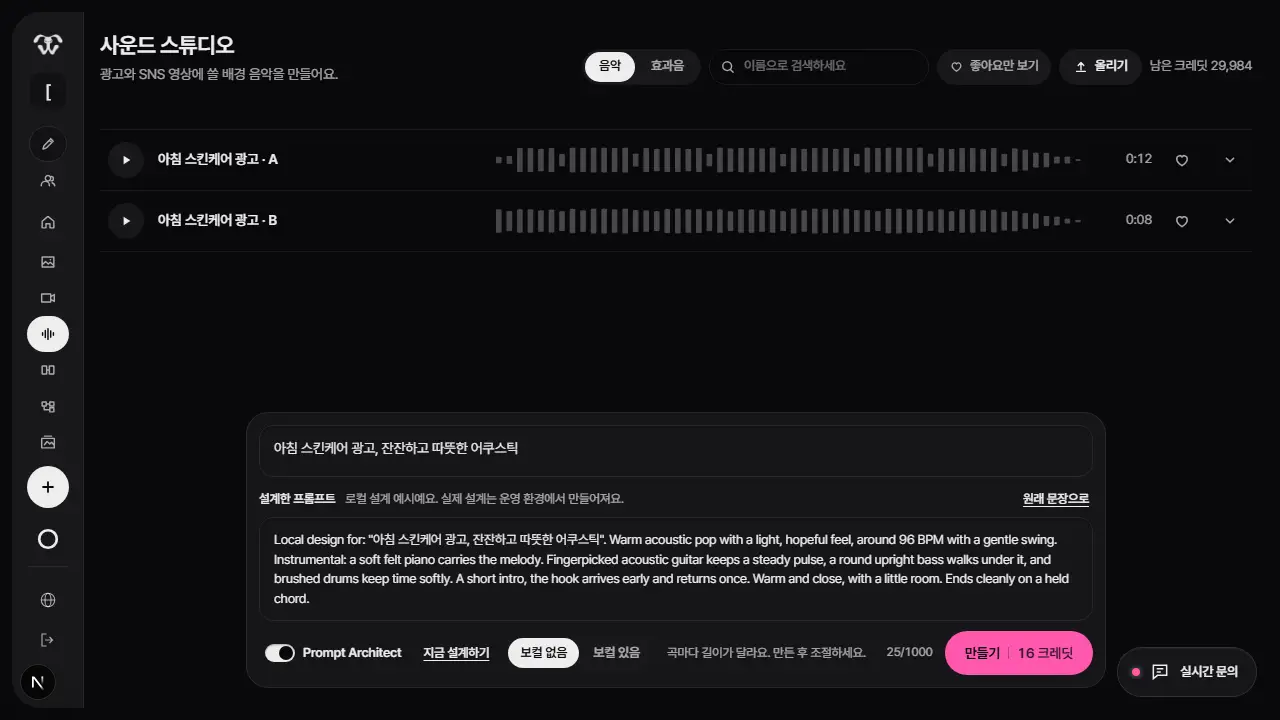 사운드 스튜디오
광고와 SNS 영상에 쓸 배경 음악을 만들어요.
음악
효과음
이름으로 검색하세요
좋아요만 보기
올리기
남은 크레딧 29,984
[
아침 스킨케어 광고 · A
0:12
아침 스킨케어 광고 · B
0:08
아침 스킨케어 광고, 잔잔하고 따뜻한 어쿠스틱
설계한 프롬프트 로컬 설계 예시예요. 실제 설계는 운영 환경에서 만들어져요.
원래 문장으로
Local design for: "아침 스킨케어 광고, 잔잔하고 따뜻한 어쿠스틱". Warm acoustic pop with a light, hopeful feel, around 96 BPM with a gentle swing.
Instrumental: a soft felt piano carries the melody. Fingerpicked acoustic guitar keeps a steady pulse, a round upright bass walks under it, and
brushed drums keep time softly. A short intro, the hook arrives early and returns once. Warm and close, with a little room. Ends cleanly on a held
chord.
Prompt Architect
지금 설계하기
보컬 없음
보컬 있음
곡마다 길이가 달라요. 만든 후 조절하세요.
25/1000
만들기 | 16 크레딧
N
실시간 문의